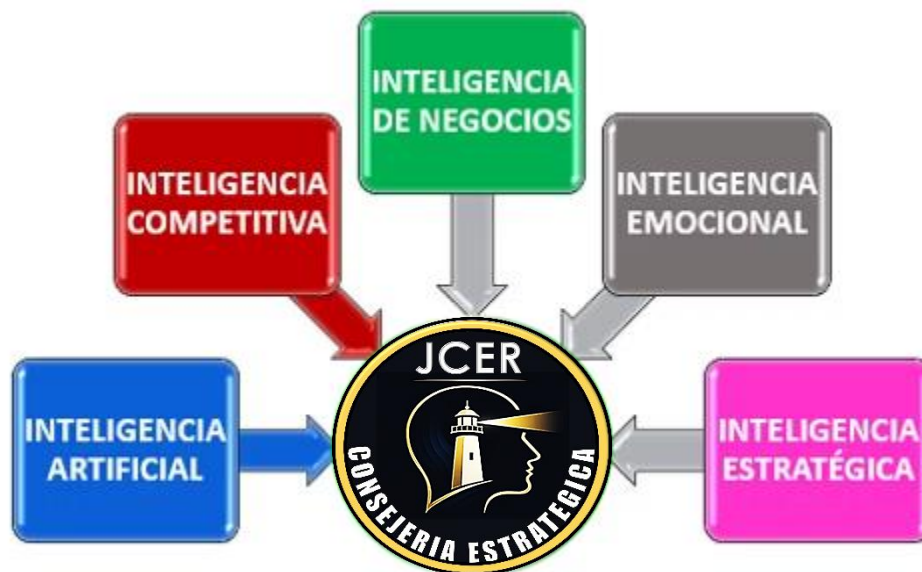 INTELIGENCIA
DE NEGOCIOS
INTELIGENCIA
COMPETITIVA
INTELIGENCIA
EMOCIONAL
INTELIGENCIA
ARTIFICIAL
JCER
CONSEJERIA ESTRATEGICA
INTELIGENCIA
ESTRATÉGICA